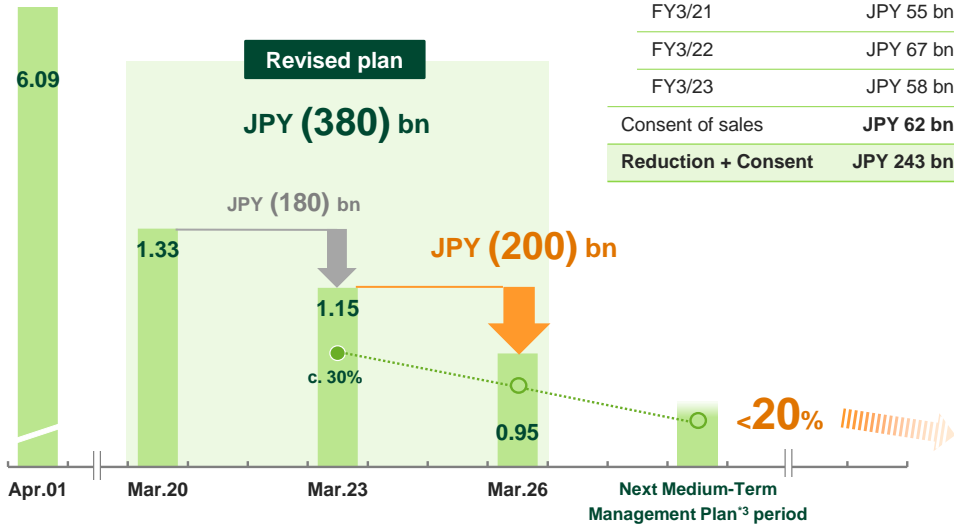 FY3/21 JPY 55 bn
FY3/22 JPY 67 bn
FY3/23 JPY 58 bn
Consent of sales JPY 62 bn
Reduction + Consent JPY 243 bn
6.09
Revised plan
JPY (380) bn
JPY (180) bn
JPY (200) bn
1.33
1.15
c. 30%
0.95
<20%
Apr.01 Mar.20 Mar.23 Mar.26 Next Medium-Term
Management Plan*3 period